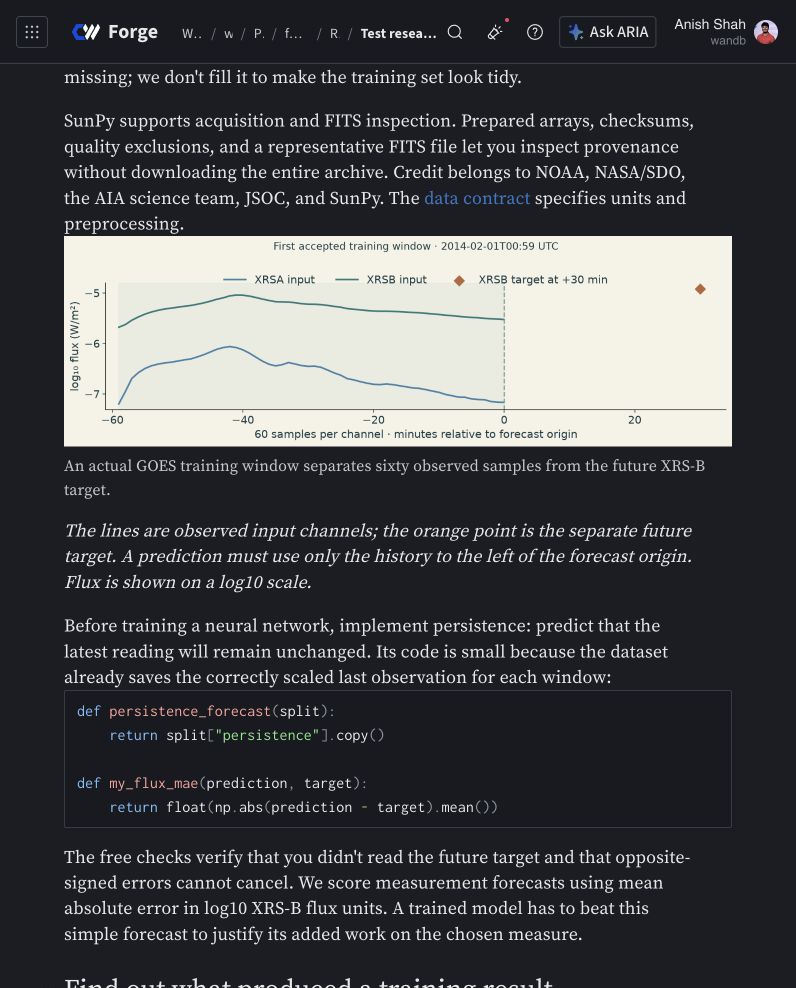 Forge
W.. / w / P. / f... / R / Test resea...
Ask ARIA
Anish Shah
wandb
missing; we don't fill it to make the training set look tidy.
SunPy supports acquisition and FITS inspection. Prepared arrays, checksums,
quality exclusions, and a representative FITS file let you inspect provenance
without downloading the entire archive. Credit belongs to NOAA, NASA/SDO,
the AIA science team, JSOC, and SunPy. The data contract specifies units and
preprocessing.
First accepted training window · 2014-02-01T00:59 UTC
XRSA input XRSB input XRSB target at +30 min
log₁₀ flux (W/m²)
−5
−6
−7
−60 −40 −20 0 20
60 samples per channel · minutes relative to forecast origin
An actual GOES training window separates sixty observed samples from the future XRS-B
target.
The lines are observed input channels; the orange point is the separate future
target. A prediction must use only the history to the left of the forecast origin.
Flux is shown on a log10 scale.
Before training a neural network, implement persistence: predict that the
latest reading will remain unchanged. Its code is small because the dataset
already saves the correctly scaled last observation for each window:
def persistence_forecast(split):
    return split["persistence"].copy()
def my_flux_mae(prediction, target):
    return float(np.abs(prediction - target).mean())
The free checks verify that you didn't read the future target and that opposite-
signed errors cannot cancel. We score measurement forecasts using mean
absolute error in log10 XRS-B flux units. A trained model has to beat this
simple forecast to justify its added work on the chosen measure.
Find out what produced a training result